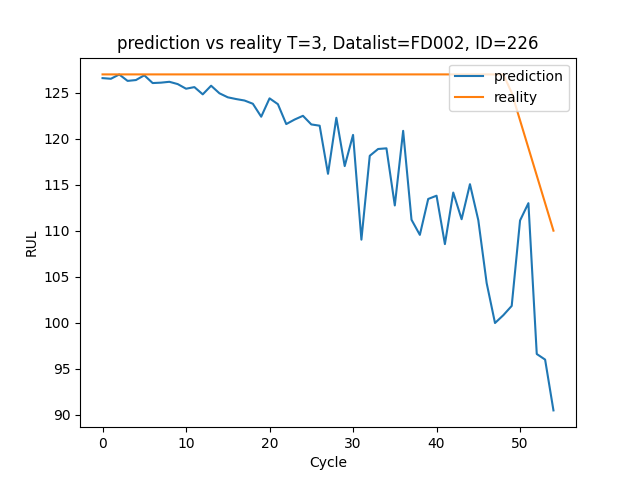 prediction vs reality T=3, Datalist=FD002, ID=226
prediction
reality
RUL
125
120
115
110
105
100
95
90
0 10 20 30 40 50
Cycle